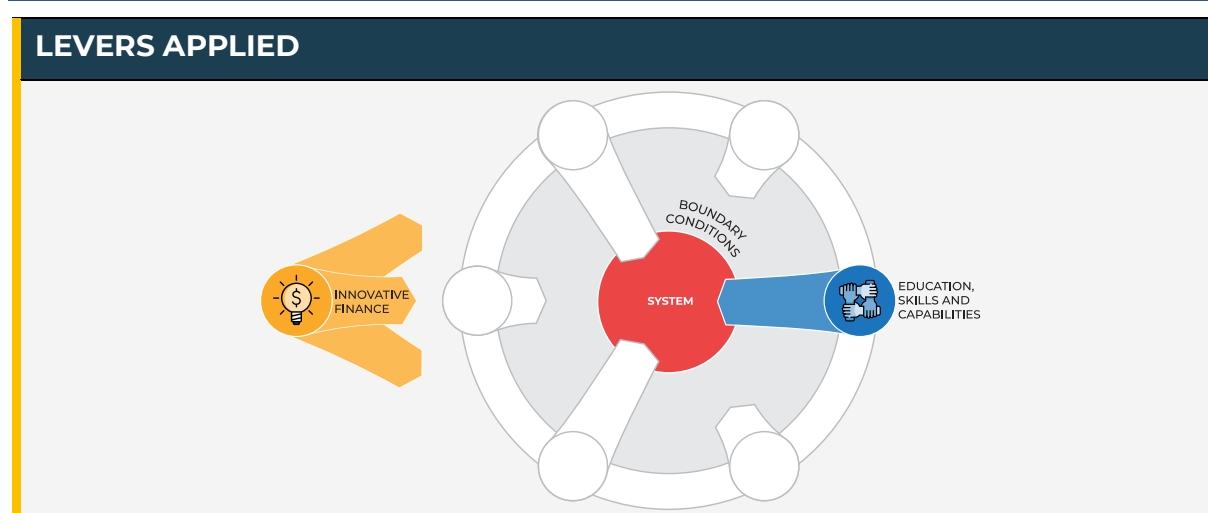 LEVERS APPLIED
BOUNDARY
CONDITIONS
$
INNOVATIVE
FINANCE
SYSTEM
EDUCATION,
SKILLS AND
CAPABILITIES